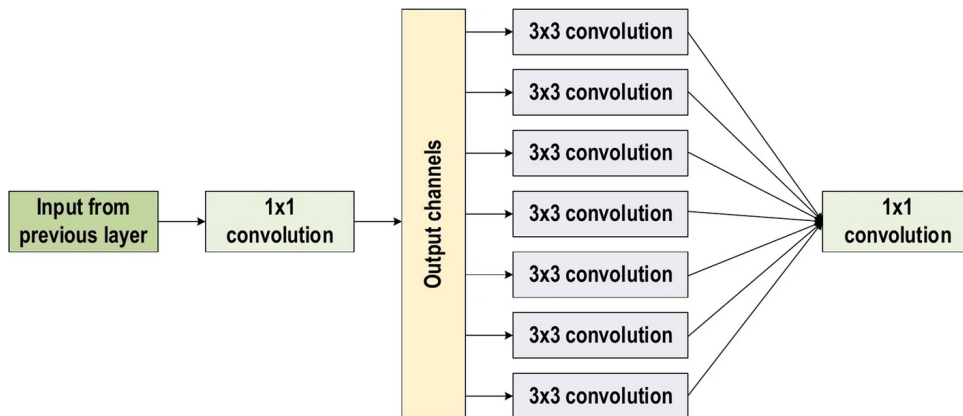 Input from
previous layer
1x1
convolution
Output channels
3x3 convolution
3x3 convolution
3x3 convolution
3x3 convolution
3x3 convolution
3x3 convolution
3x3 convolution
1x1
convolution